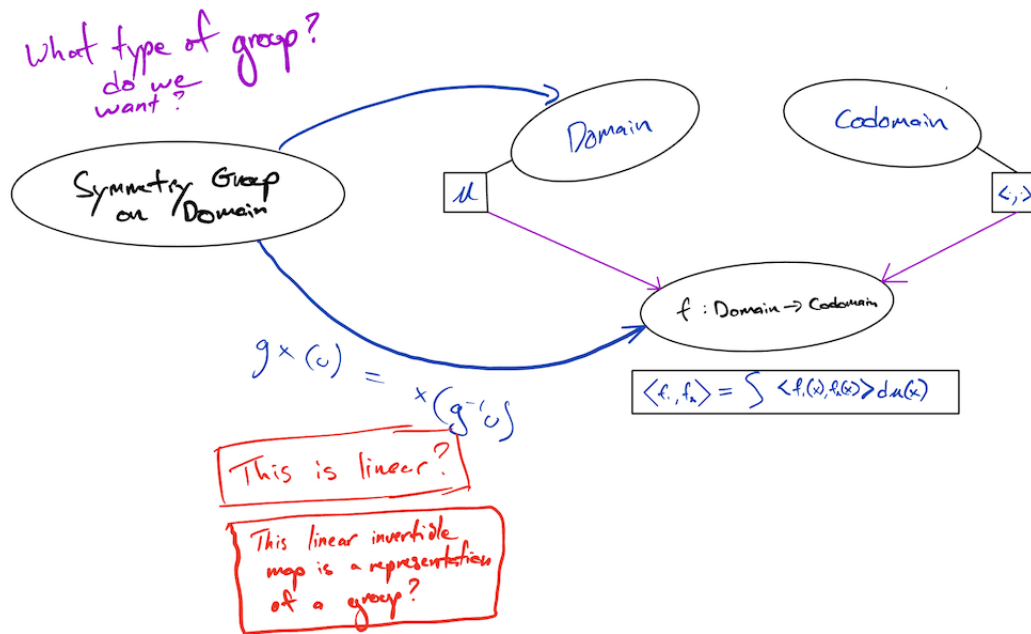 What type of group?
do we
want?
Domain
Codomain
Symmetry Group
on Domain
μ
<·,·>
f : Domain → Codomain
g x (u) = x(g⁻¹u)
<f₁, f₂> = ∫ <f₁(x), f₂(x)> dμ(x)
This is linear?
This linear invertible
map is a representation
of a group?